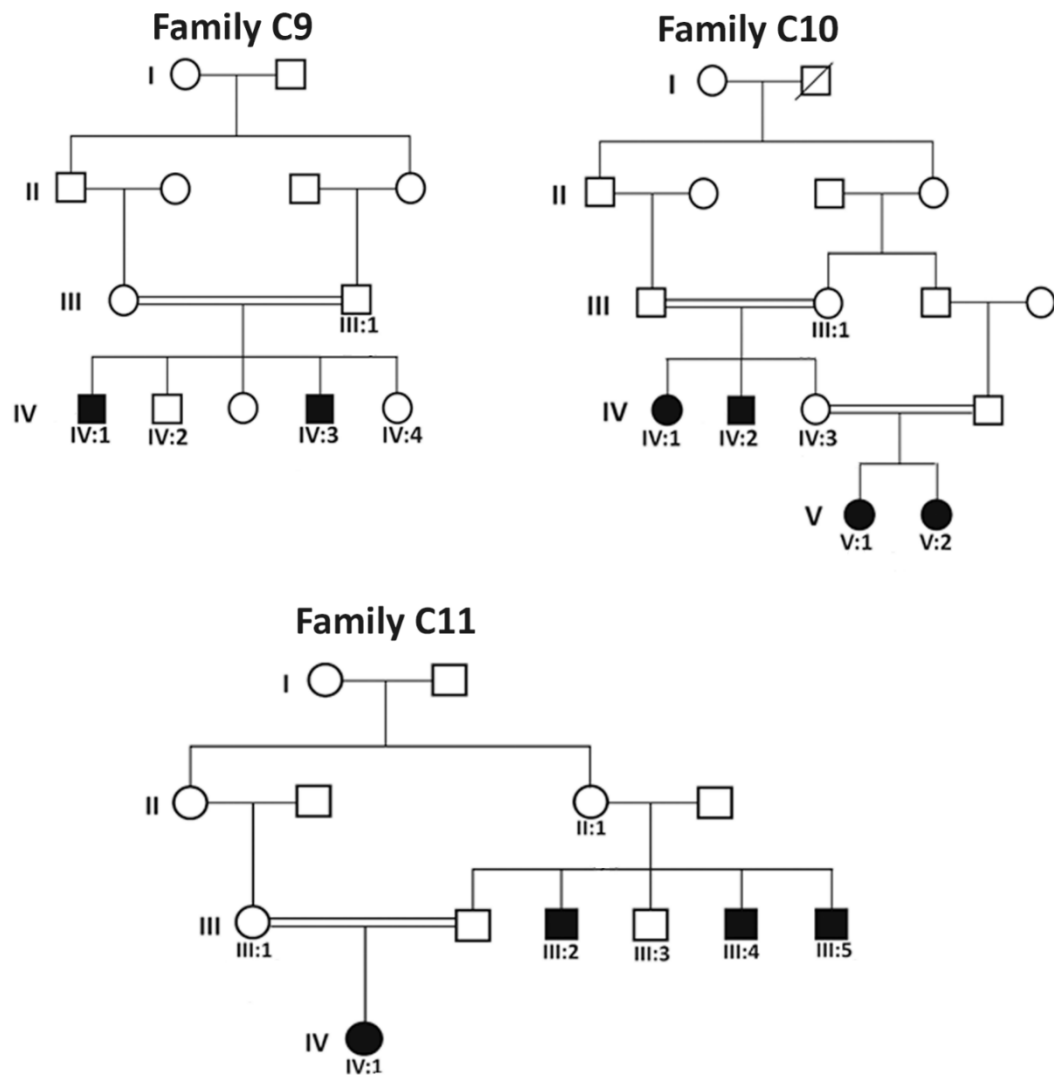 Family C9
I
II
III
III:1
IV
IV:1
IV:2
IV:3
IV:4
Family C10
I
II
III
III:1
IV
IV:1
IV:2
IV:3
V
V:1
V:2
Family C11
I
II
II:1
III
III:1
III:2
III:3
III:4
III:5
IV
IV:1